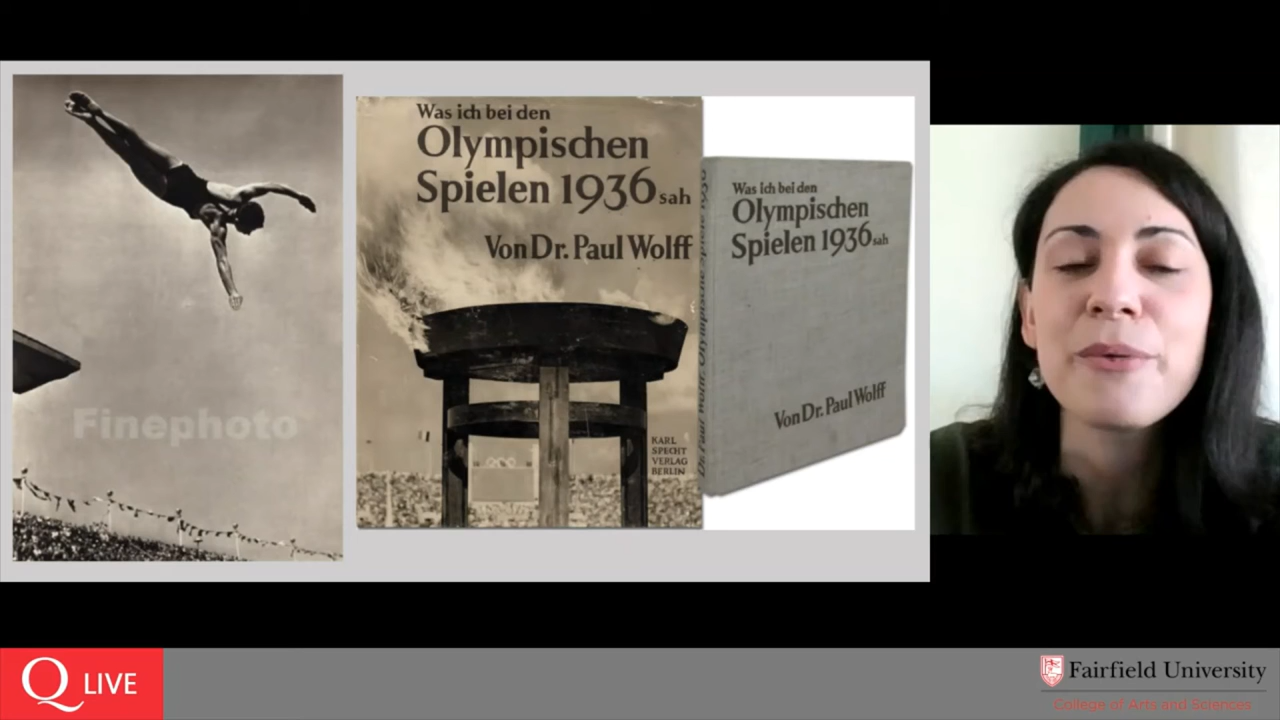 Finephoto
Was ich bei den
Olympischen
Spielen 1936 sah
Von Dr. Paul Wolff
KARL
SPECHT
VERLAG
BERLIN
Was ich bei den
Olympischen
Spielen 1936 sah
Von Dr. Paul Wolff
Dr. Paul Wolff: Olympische Spiele 1936
Q LIVE
Fairfield University
College of Arts and Sciences